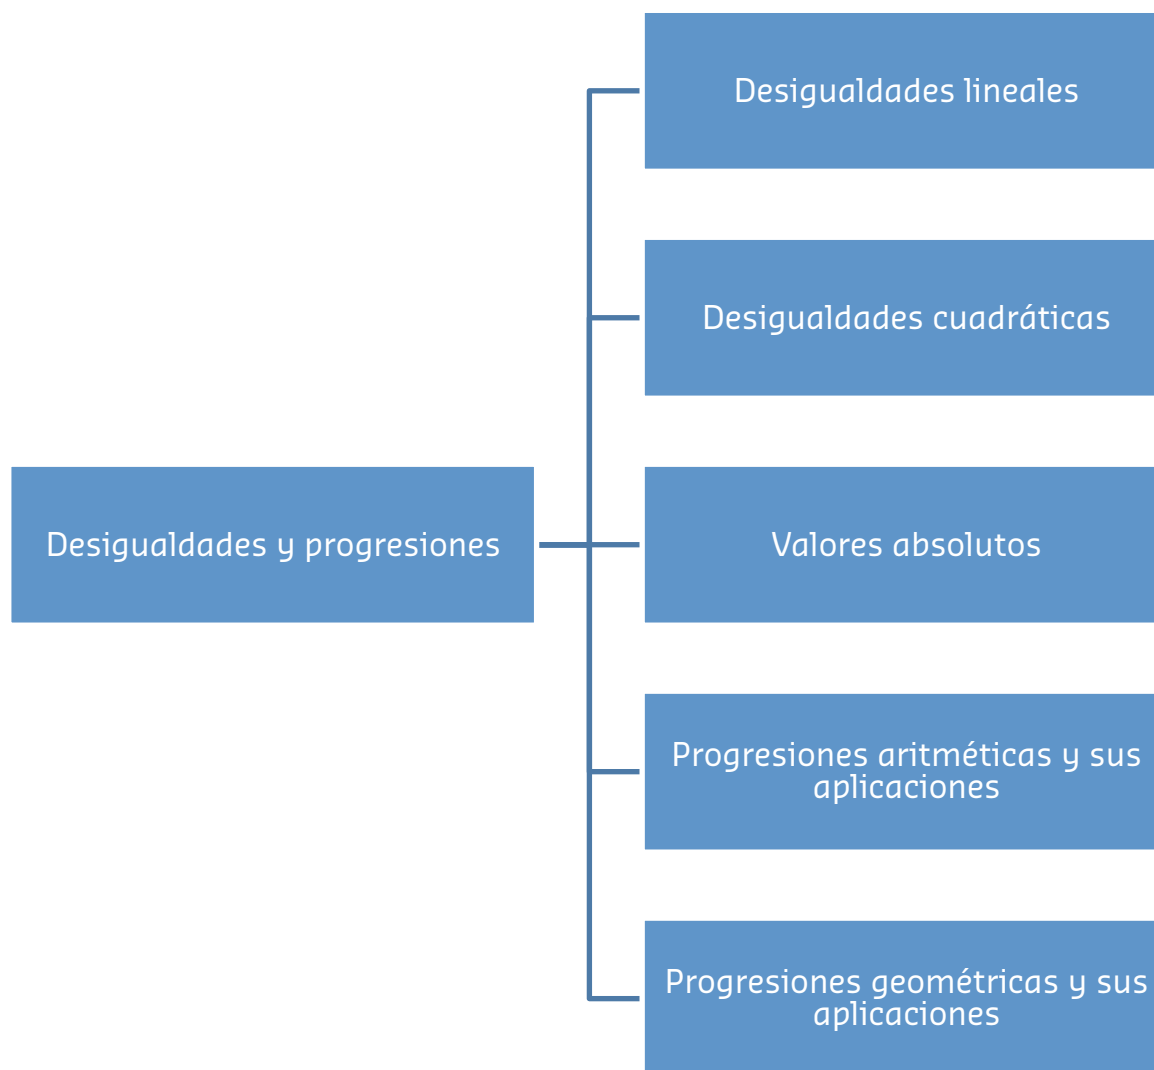 Desigualdades lineales
Desigualdades cuadráticas
Desigualdades y progresiones
Valores absolutos
Progresiones aritméticas y sus
aplicaciones
Progresiones geométricas y sus
aplicaciones